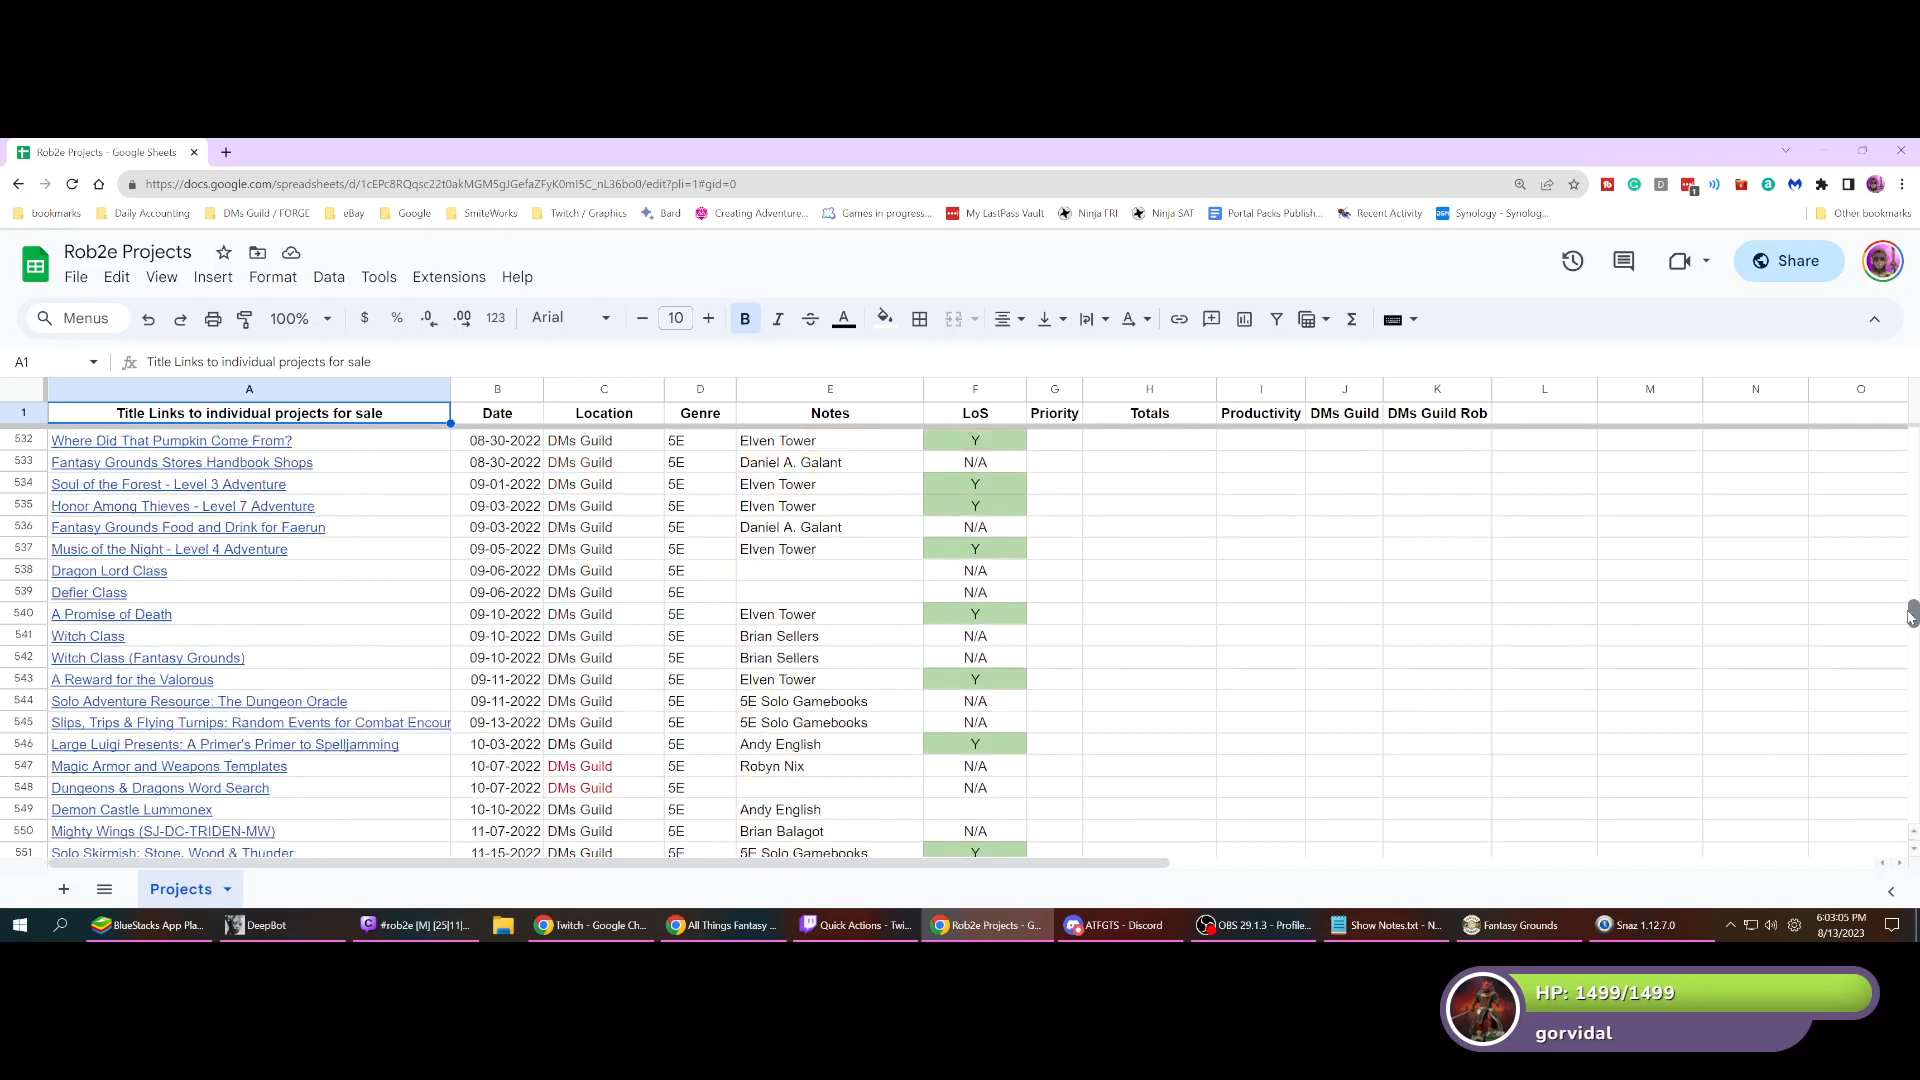 Rob2e Projects - Google Sheets
https://docs.google.com/spreadsheets/d/1cEPc8RQqsc22t0akMGM5gJGefaZFyK0mI5C_nL36bo0/edit?pli=1#gid=0
bookmarks Daily Accounting DMs Guild / FORGE eBay Google SmiteWorks Twitch / Graphics Bard Creating Adventure... Games in progress... My LastPass Vault Ninja FRI Ninja SAT Portal Packs Publish... Recent Activity Synology - Synolog... Other bookmarks
Rob2e Projects
File Edit View Insert Format Data Tools Extensions Help
Share
Menus 100% $ % .0 .00 123 Arial 10 B I
A1 fx Title Links to individual projects for sale
A B C D E F G H I J K L M N O
1 Title Links to individual projects for sale Date Location Genre Notes LoS Priority Totals Productivity DMs Guild DMs Guild Rob
532 Where Did That Pumpkin Come From? 08-30-2022 DMs Guild 5E Elven Tower Y
533 Fantasy Grounds Stores Handbook Shops 08-30-2022 DMs Guild 5E Daniel A. Galant N/A
534 Soul of the Forest - Level 3 Adventure 09-01-2022 DMs Guild 5E Elven Tower Y
535 Honor Among Thieves - Level 7 Adventure 09-03-2022 DMs Guild 5E Elven Tower Y
536 Fantasy Grounds Food and Drink for Faerun 09-03-2022 DMs Guild 5E Daniel A. Galant N/A
537 Music of the Night - Level 4 Adventure 09-05-2022 DMs Guild 5E Elven Tower Y
538 Dragon Lord Class 09-06-2022 DMs Guild 5E N/A
539 Defier Class 09-06-2022 DMs Guild 5E N/A
540 A Promise of Death 09-10-2022 DMs Guild 5E Elven Tower Y
541 Witch Class 09-10-2022 DMs Guild 5E Brian Sellers N/A
542 Witch Class (Fantasy Grounds) 09-10-2022 DMs Guild 5E Brian Sellers N/A
543 A Reward for the Valorous 09-11-2022 DMs Guild 5E Elven Tower Y
544 Solo Adventure Resource: The Dungeon Oracle 09-11-2022 DMs Guild 5E 5E Solo Gamebooks N/A
545 Slips, Trips & Flying Turnips: Random Events for Combat Encour 09-13-2022 DMs Guild 5E 5E Solo Gamebooks N/A
546 Large Luigi Presents: A Primer's Primer to Spelljamming 10-03-2022 DMs Guild 5E Andy English Y
547 Magic Armor and Weapons Templates 10-07-2022 DMs Guild 5E Robyn Nix N/A
548 Dungeons & Dragons Word Search 10-07-2022 DMs Guild 5E N/A
549 Demon Castle Lummonex 10-10-2022 DMs Guild 5E Andy English
550 Mighty Wings (SJ-DC-TRIDEN-MW) 11-07-2022 DMs Guild 5E Brian Balagot N/A
551 Solo Skirmish: Stone, Wood & Thunder 11-15-2022 DMs Guild 5E 5E Solo Gamebooks Y
Projects
BlueStacks App Pla... DeepBot #rob2e [M] [25|11|... Twitch - Google Ch... All Things Fantasy ... Quick Actions - Twi... Rob2e Projects - G... ATFGTS - Discord OBS 29.1.3 - Profile... Show Notes.txt - N... Fantasy Grounds Snaz 1.12.7.0 6:03:05 PM
8/13/2023
HP: 1499/1499
gorvidal